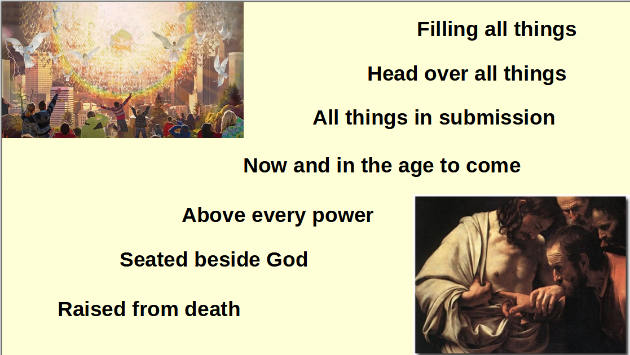 Filling all things
Head over all things
All things in submission
Now and in the age to come
Above every power
Seated beside God
Raised from death